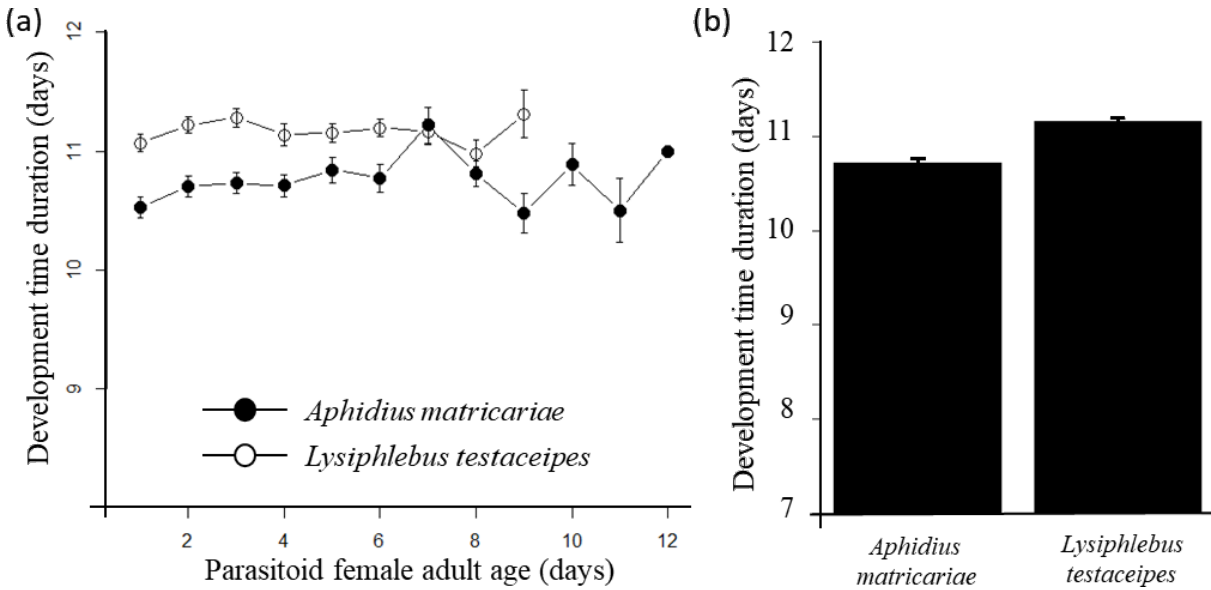 (a)
Development time duration (days)
12
11
10
9
Aphidius matricariae
Lysiphlebus testaceipes
2 4 6 8 10 12
Parasitoid female adult age (days)
(b)
Development time duration (days)
12
11
10
9
8
7
Aphidius
matricariae
Lysiphlebus
testaceipes